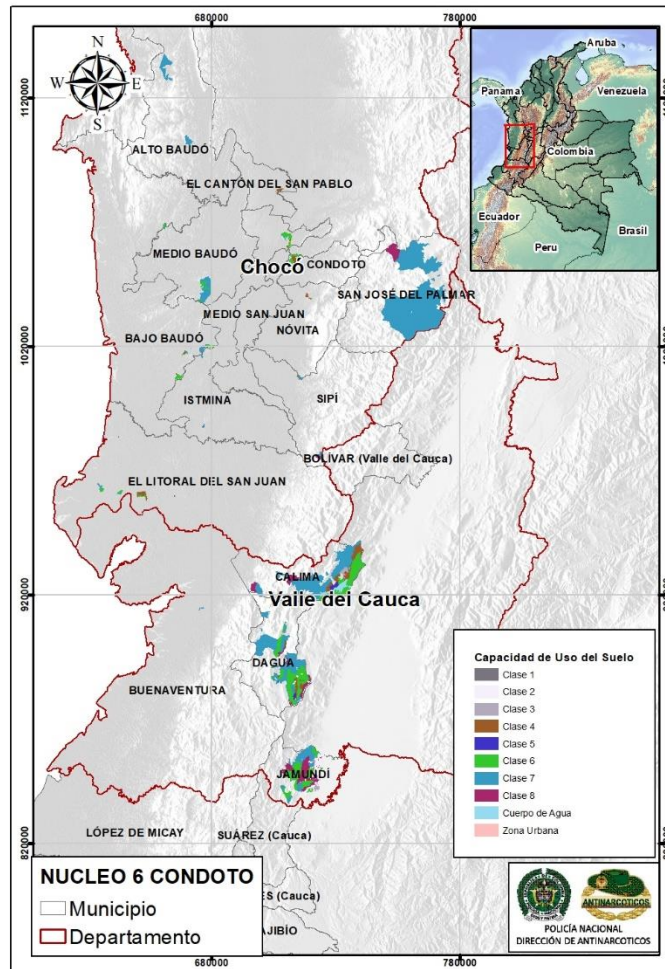 680000
780000
N
W
E
S
1120000
ALTO BAUDÓ
EL CANTÓN DEL SAN PABLO
MEDIO BAUDÓ
Chocó
CONDOTO
SAN JOSÉ DEL PALMAR
MEDIO SAN JUAN
NÓVITA
BAJO BAUDÓ
1020000
ISTMINA
SIPÍ
BOLÍVAR (Valle del Cauca)
EL LITORAL DEL SAN JUAN
CALIMA
920000
Valle del Cauca
DAGUA
BUENAVENTURA
JAMUNDÍ
LÓPEZ DE MICAY
SUÁREZ (Cauca)
820000
ES (Cauca)
AJIBÍO
680000
780000
Aruba
Panama
Venezuela
Colombia
Ecuador
Brasil
Peru
Capacidad de Uso del Suelo
Clase 1
Clase 2
Clase 3
Clase 4
Clase 5
Clase 6
Clase 7
Clase 8
Cuerpo de Agua
Zona Urbana
NUCLEO 6 CONDOTO
Municipio
Departamento
ANTINARCOTICOS
POLICÍA NACIONAL
DIRECCIÓN DE ANTINARCOTICOS